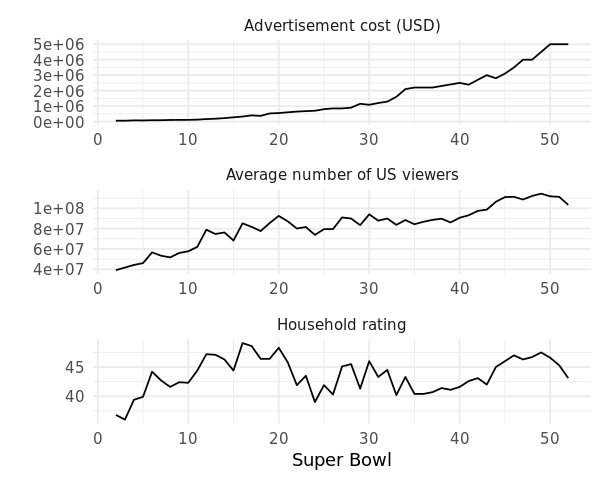 Advertisement cost (USD)
5e+06
4e+06
3e+06
2e+06
1e+06
0e+00
0 10 20 30 40 50
Average number of US viewers
1e+08
8e+07
6e+07
4e+07
0 10 20 30 40 50
Household rating
45
40
0 10 20 30 40 50
Super Bowl